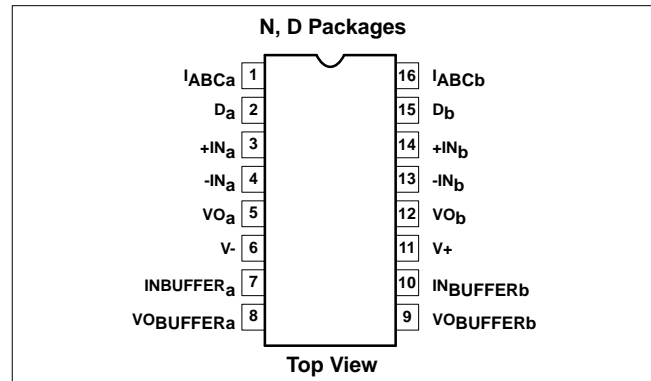 N, D Packages
IABCa 1 16 IABCb
Da 2 15 Db
+INa 3 14 +INb
-INa 4 13 -INb
VOa 5 12 VOb
V- 6 11 V+
INBUFFERa 7 10 INBUFFERb
VOBUFFERa 8 9 VOBUFFERb
Top View